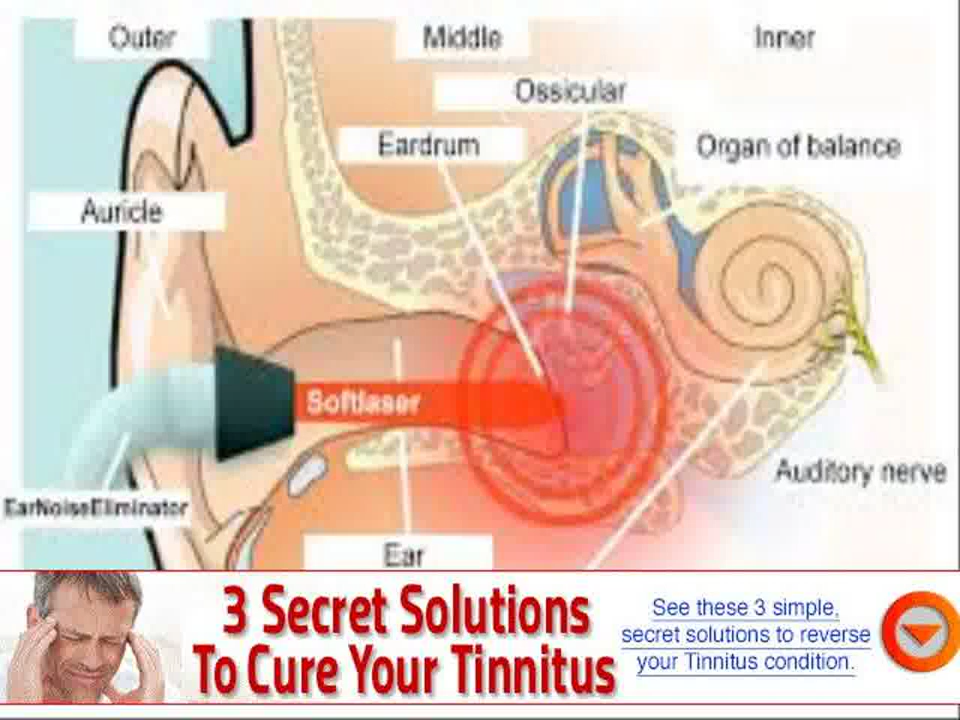 Outer
Middle
Inner
Ossicular
Eardrum
Organ of balance
Auricle
Softlaser
Auditory nerve
EarNoiseEliminator
Ear
3 Secret Solutions
To Cure Your Tinnitus
See these 3 simple,
secret solutions to reverse
your Tinnitus condition.